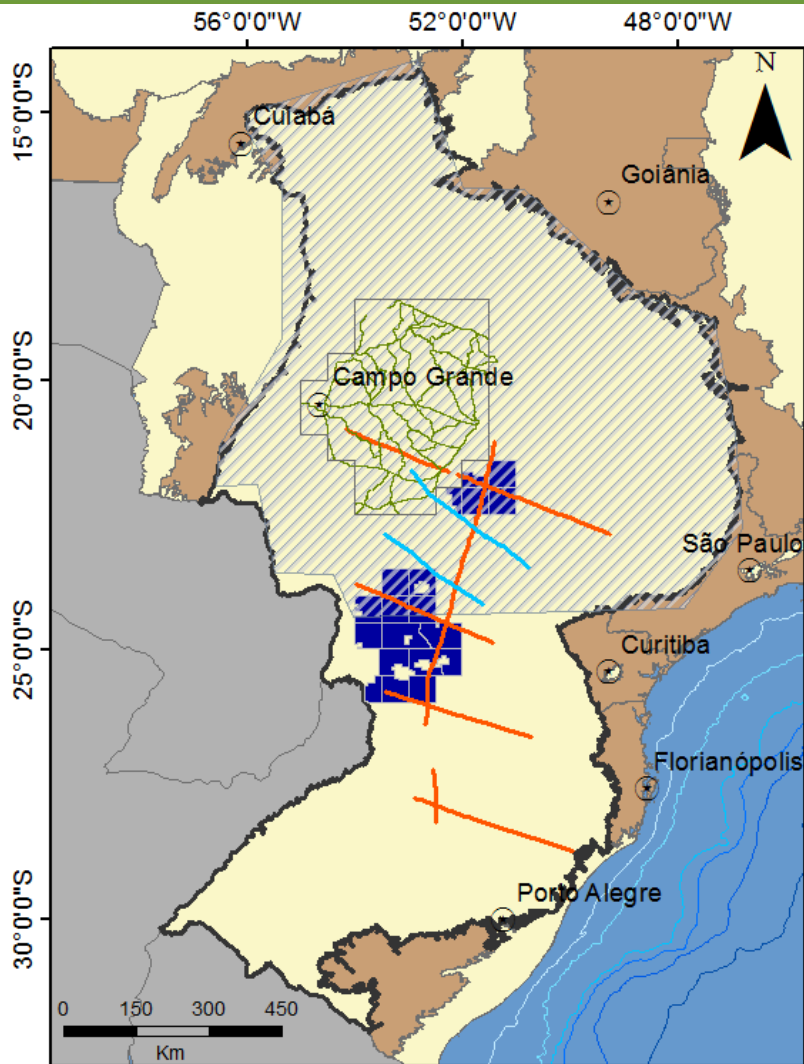 56°0'0"W 52°0'0"W 48°0'0"W
N
15°0'0"S
Cuiabá
Goiânia
20°0'0"S
Campo Grande
São Paulo
25°0'0"S
Curitiba
Florianópolis
30°0'0"S
Porto Alegre
0 150 300 450
Km